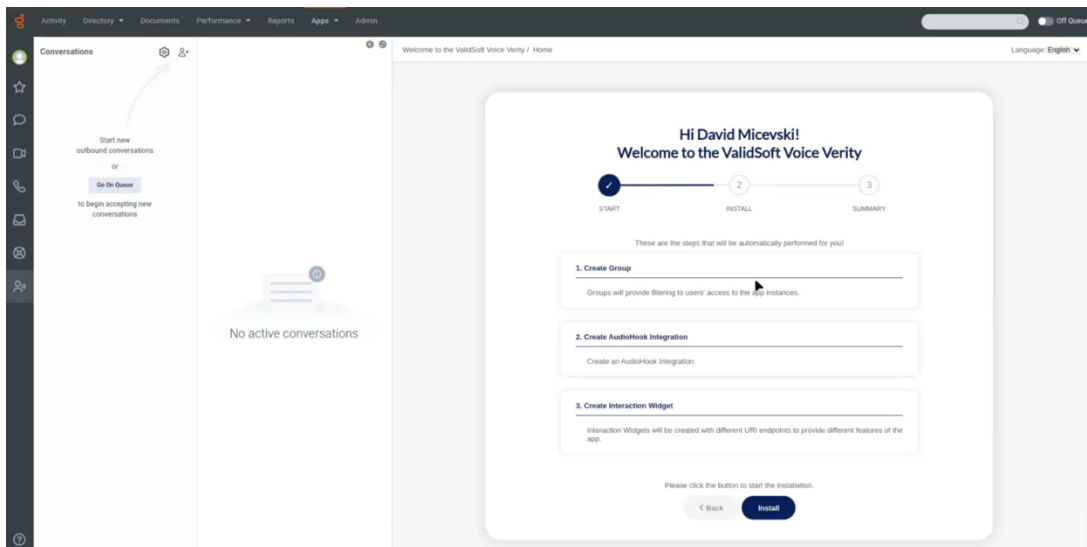 Activity Directory Documents Performance Reports Apps Admin
Off Queue
Conversations
Start new
outbound conversations
or
Go On Queue
to begin accepting new
conversations
No active conversations
Welcome to the ValidSoft Voice Verity / Home
Language: English
Hi David Micevski!
Welcome to the ValidSoft Voice Verity
2
3
START
INSTALL
SUMMARY
These are the steps that will be automatically performed for you!
1. Create Group
Groups will provide filtering to users' access to the app instances.
2. Create AudioHook Integration
Create an AudioHook Integration.
3. Create Interaction Widget
Interaction Widgets will be created with different URI endpoints to provide different features of the
app.
Please click the button to start the installation.
< Back
Install